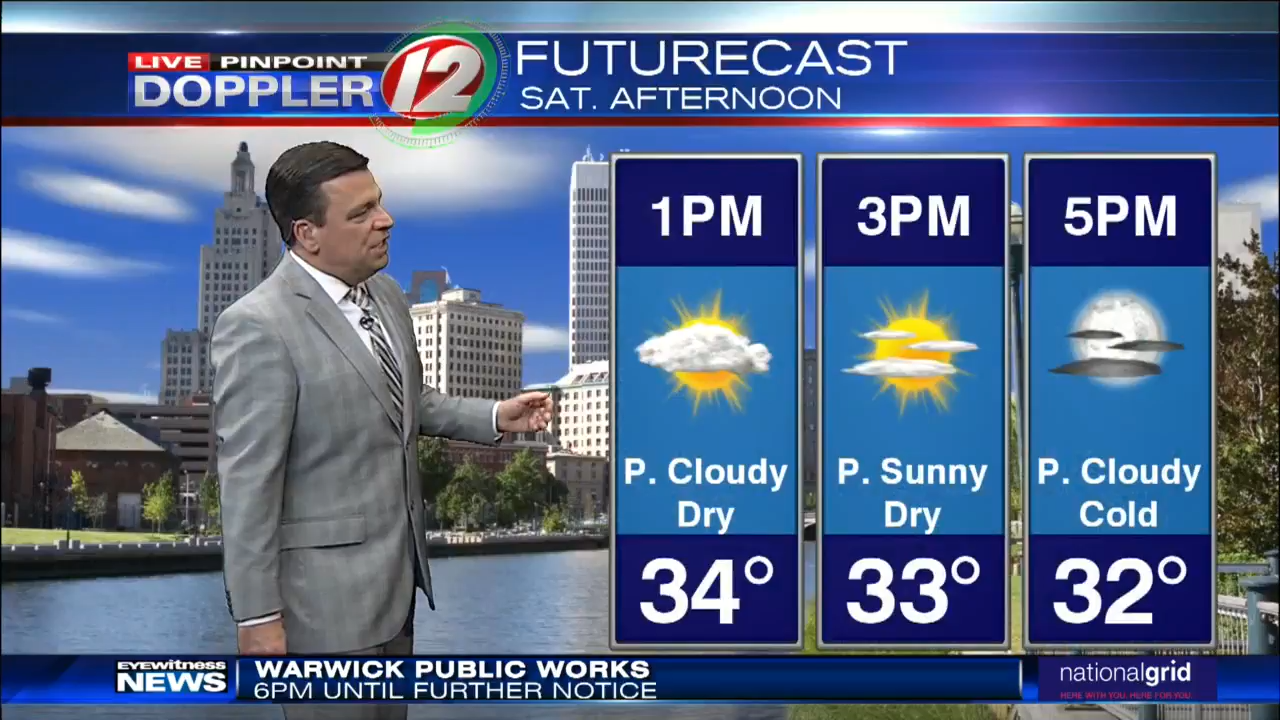 LIVE PINPOINT
DOPPLER 12
FUTURECAST
SAT. AFTERNOON
1PM
P. Cloudy
Dry
34°
3PM
P. Sunny
Dry
33°
5PM
P. Cloudy
Cold
32°
EYEWITNESS
NEWS
WARWICK PUBLIC WORKS
6PM UNTIL FURTHER NOTICE
nationalgrid
HERE WITH YOU. HERE FOR YOU.